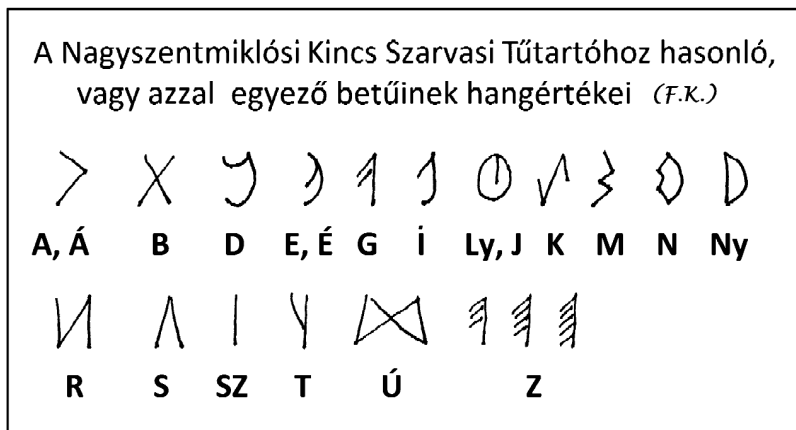 A Nagyszentmiklósi Kincs Szarvasi Tűtartóhoz hasonló,
vagy azzal egyező betűinek hangértékei (F.K.)
A, Á B D E, É G İ Ly, J K M N Ny
R S SZ T Ú Z